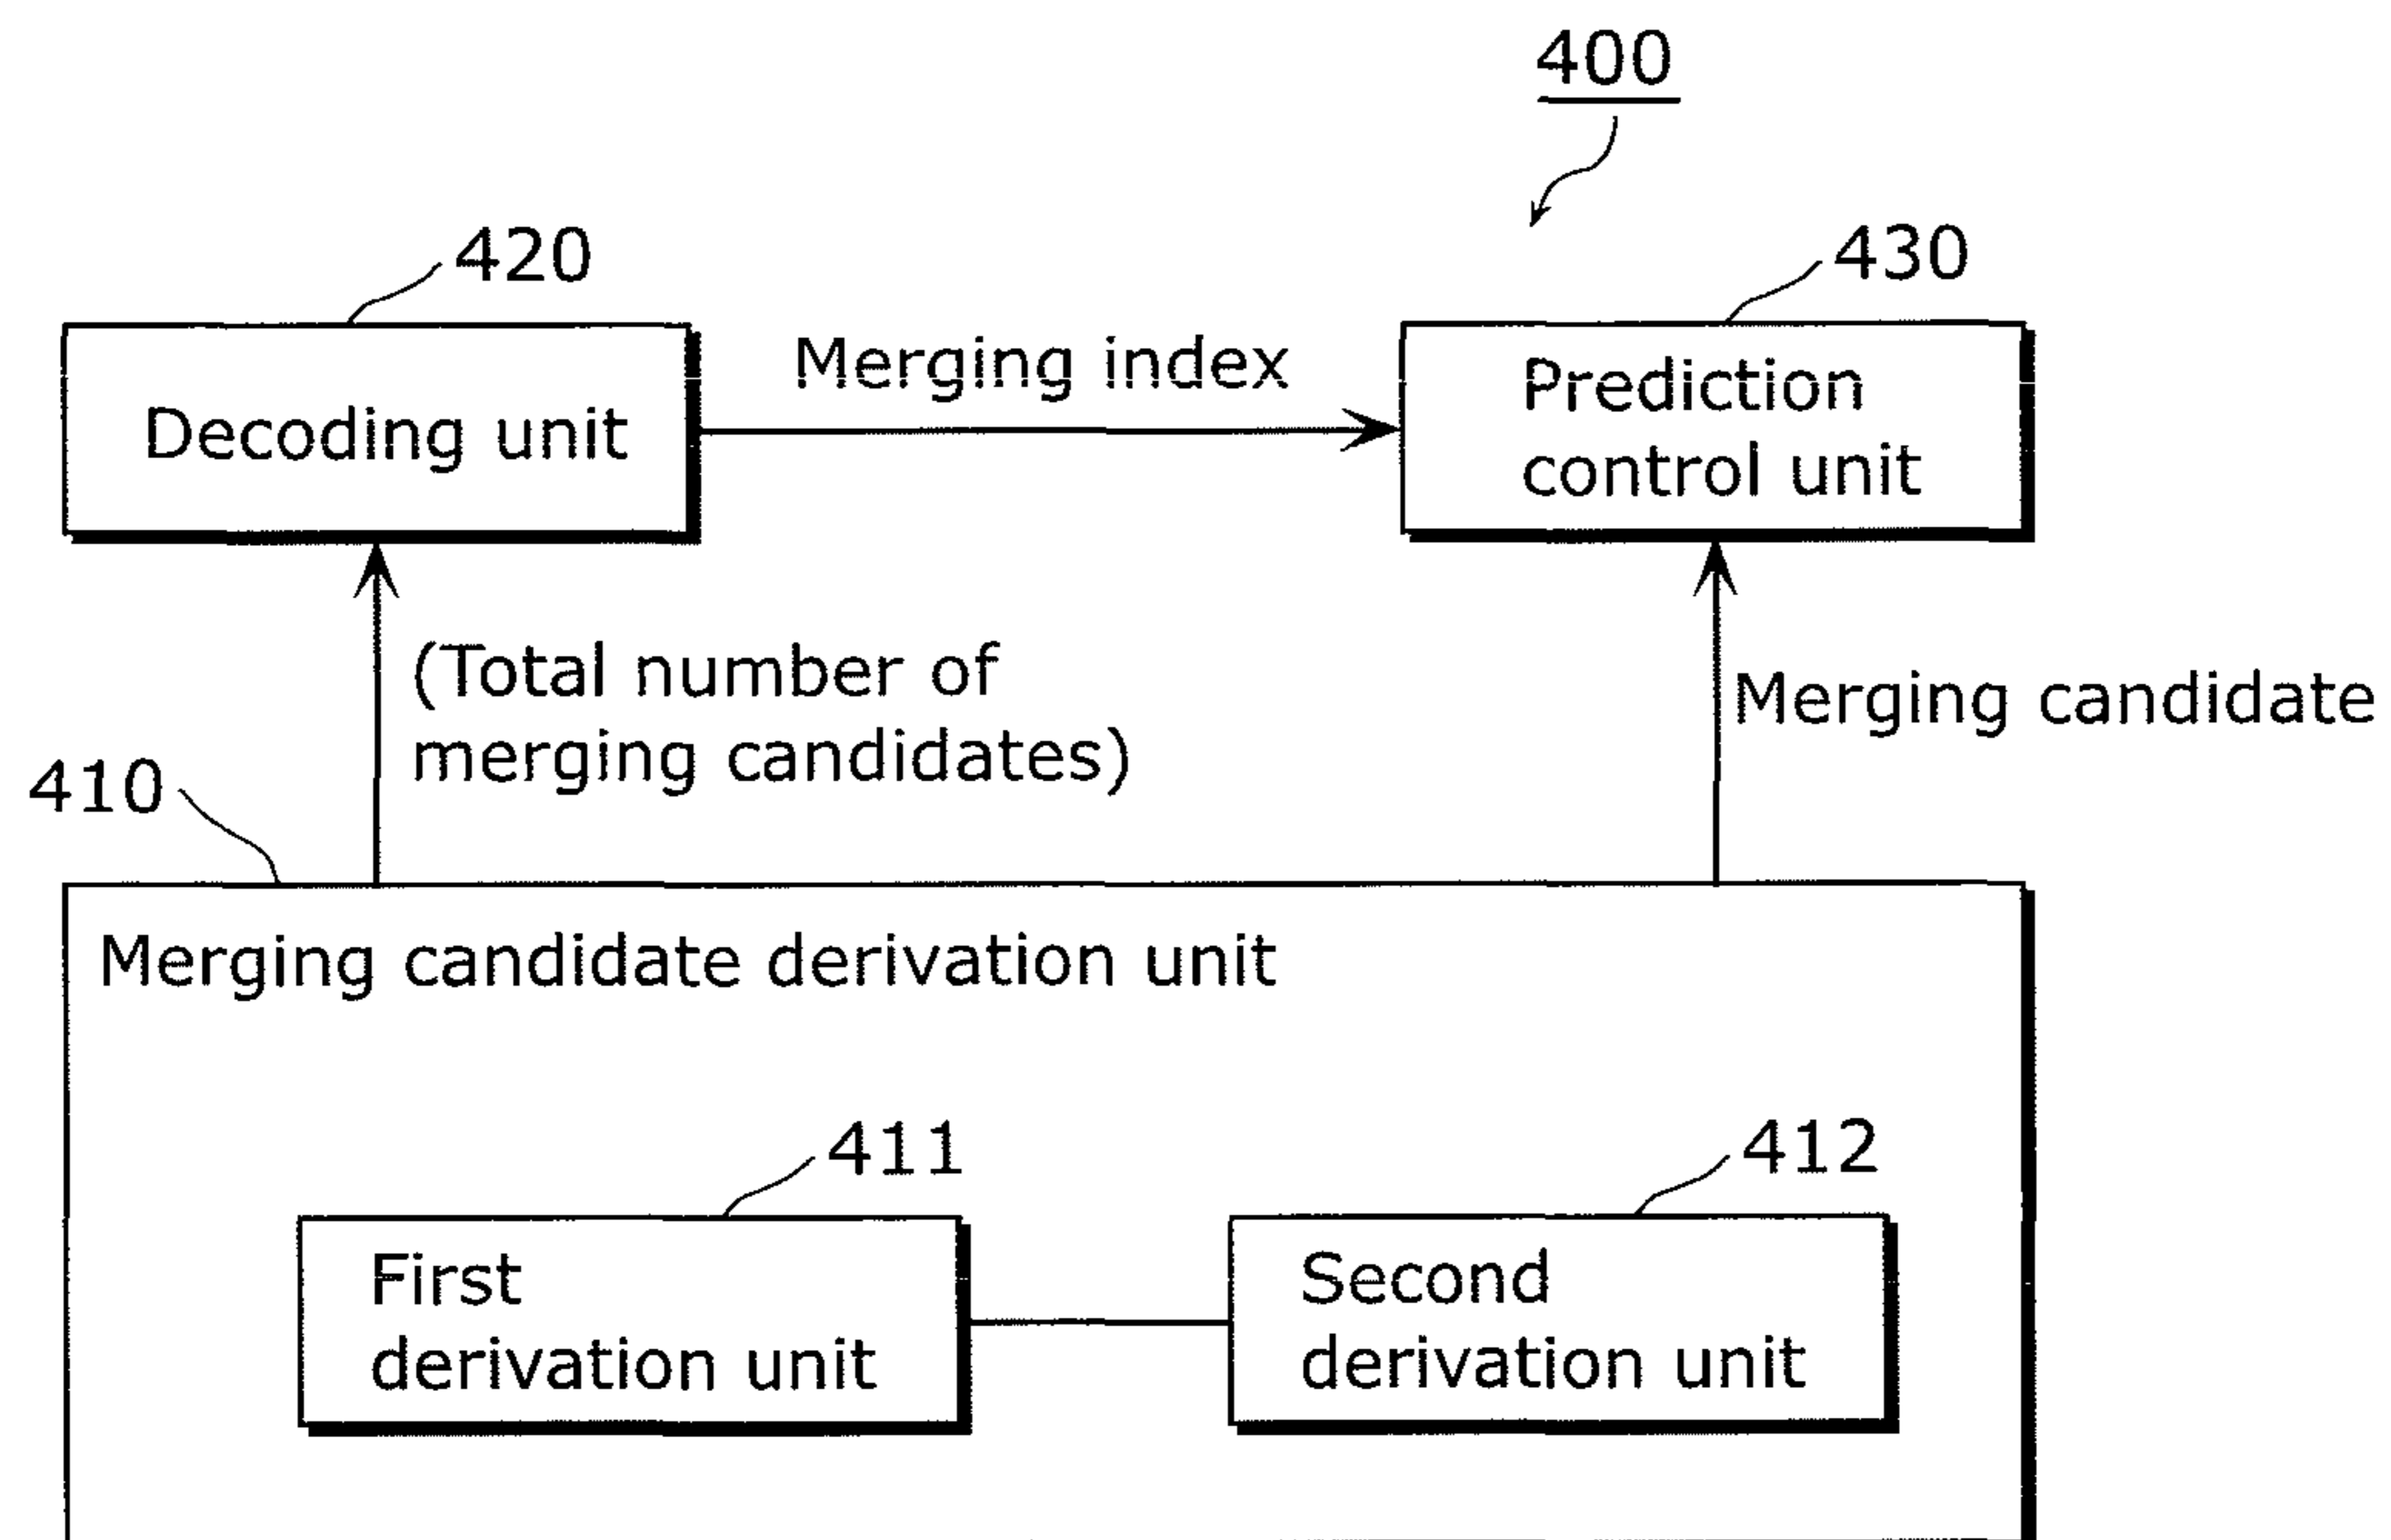 400
420
430
Decoding unit
Merging index
Prediction
control unit
(Total number of
merging candidates)
Merging candidate
410
Merging candidate derivation unit
411
412
First
derivation unit
Second
derivation unit